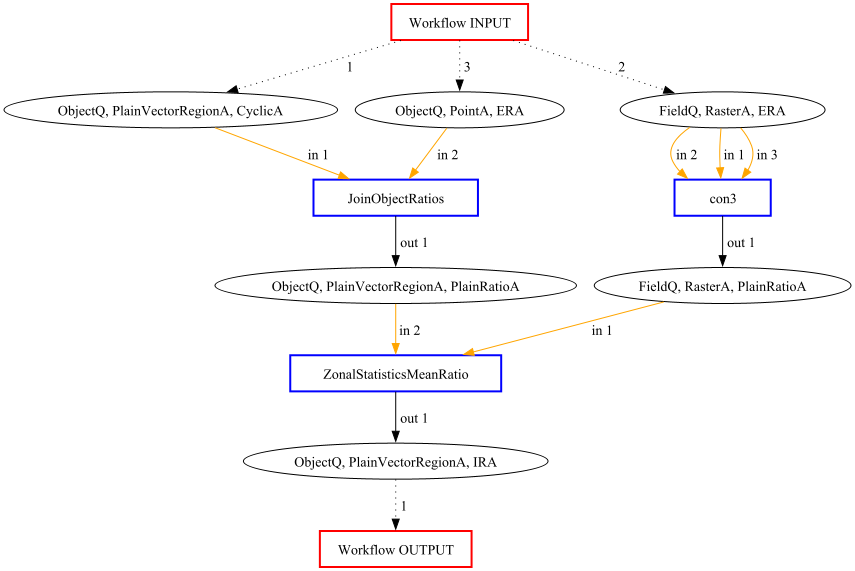 Workflow INPUT
1
3
2
ObjectQ, PlainVectorRegionA, CyclicA
ObjectQ, PointA, ERA
FieldQ, RasterA, ERA
in 1
in 2
in 2
in 1
in 3
JoinObjectRatios
con3
out 1
out 1
ObjectQ, PlainVectorRegionA, PlainRatioA
FieldQ, RasterA, PlainRatioA
in 2
in 1
ZonalStatisticsMeanRatio
out 1
ObjectQ, PlainVectorRegionA, IRA
1
Workflow OUTPUT